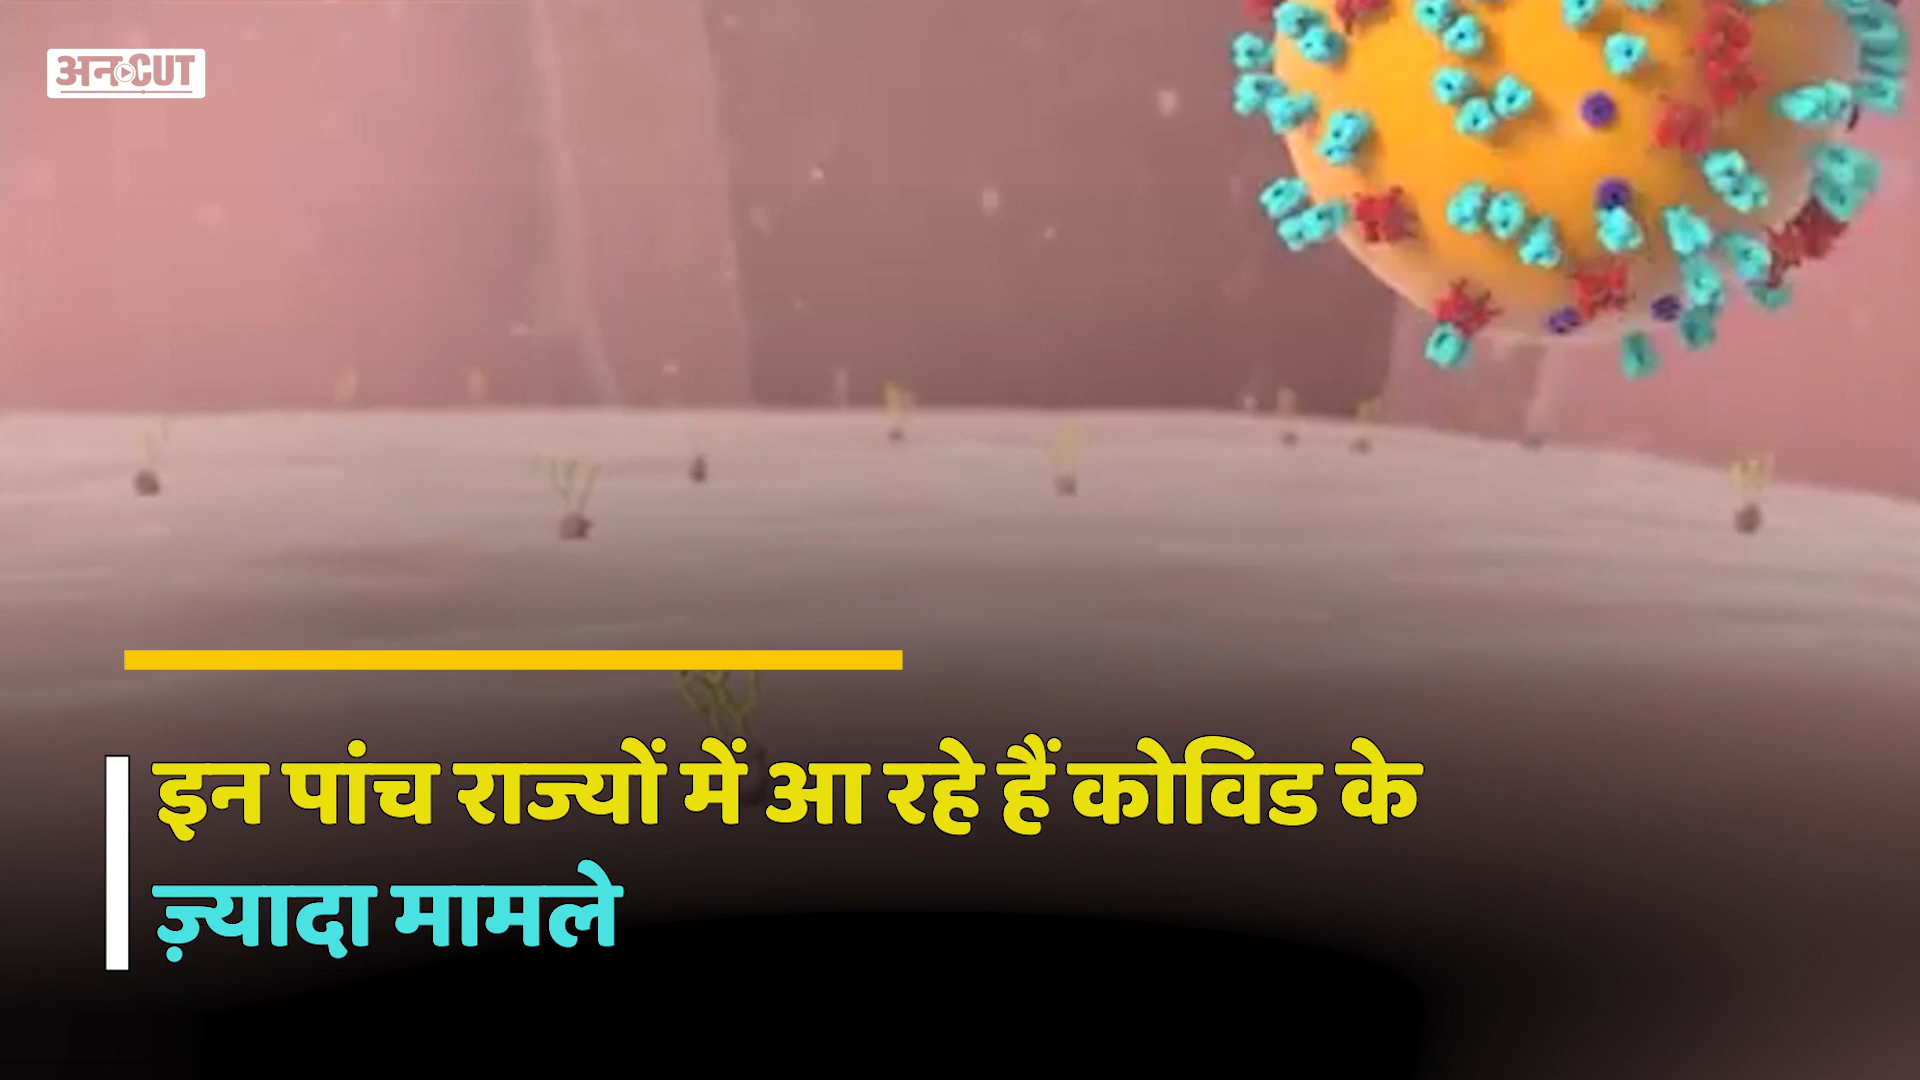 अनCUT
इन पांच राज्यों में आ रहे हैं कोविड के
ज़्यादा मामले